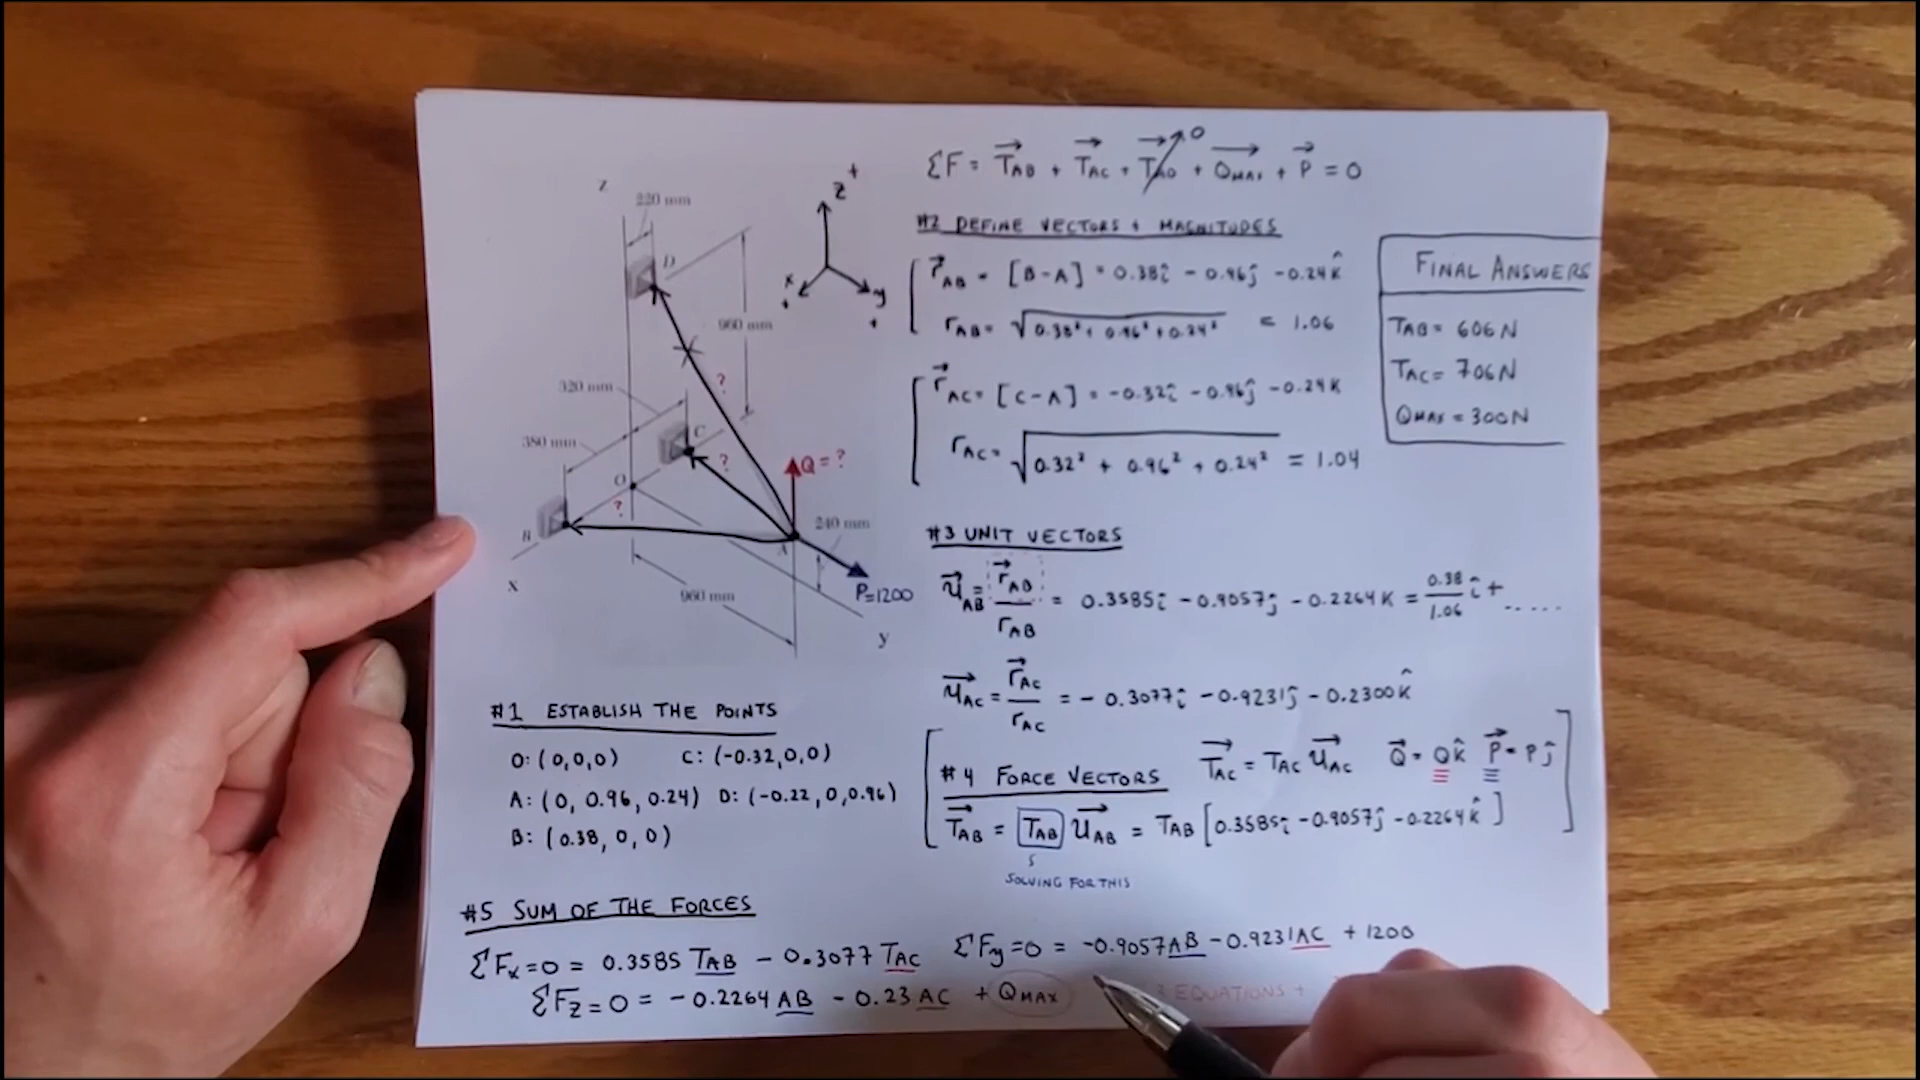 z
220 mm
D
960 mm
320 mm
?
380 mm
C
?
O
?
Q = ?
B
240 mm
A
P=1200
x
960 mm
y
Z +
x +
y +
#1 ESTABLISH THE POINTS
O: (0,0,0) C: (-0.32,0,0)
A: (0, 0.96, 0.24) D: (-0.22, 0, 0.96)
B: (0.38, 0, 0)
ΣF = T⃗AB + T⃗AC + T⃗AD + Q⃗MAX + P⃗ = 0
0
#2 DEFINE VECTORS + MAGNITUDES
r⃗AB = [B-A] = 0.38î - 0.96ĵ - 0.24k̂
rAB = √0.38² + 0.96² + 0.24² = 1.06
r⃗AC = [C-A] = -0.32î - 0.96ĵ - 0.24K
rAC = √0.32² + 0.96² + 0.24² = 1.04
FINAL ANSWERS
TAB = 606 N
TAC = 706 N
QMAX = 300N
#3 UNIT VECTORS
u⃗AB = r⃗AB / rAB = 0.3585î - 0.9057ĵ - 0.2264K = 0.38/1.06 î + .....
u⃗AC = r⃗AC / rAC = - 0.3077î - 0.9231ĵ - 0.2300k̂
#4 FORCE VECTORS T⃗AC = TAC u⃗AC Q⃗ = Qk̂ P⃗ = Pĵ
T⃗AB = TAB u⃗AB = TAB [0.3585î - 0.9057ĵ - 0.2264k̂]
SOLVING FOR THIS
#5 SUM OF THE FORCES
ΣFx = 0 = 0.3585 TAB - 0.3077 TAC ΣFy = 0 = -0.9057AB - 0.9231AC + 1200
ΣFz = 0 = -0.2264 AB - 0.23 AC + QMAX
3 EQUATIONS +